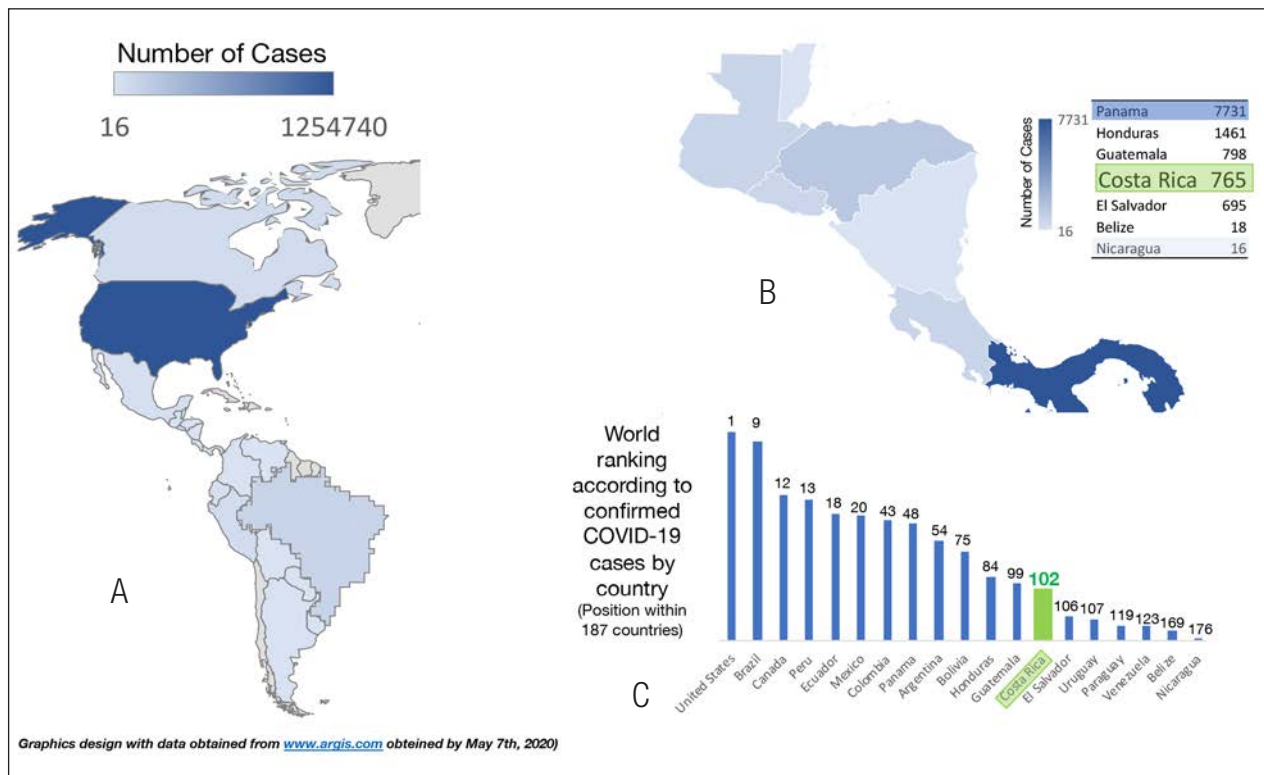 Number of Cases
16 1254740
A
Number of Cases
7731
16
Panama 7731
Honduras 1461
Guatemala 798
Costa Rica 765
El Salvador 695
Belize 18
Nicaragua 16
B
World
ranking
according to
confirmed
COVID-19
cases by
country
(Position within
187 countries)
1 9 12 13 18 20 43 48 54 75 84 99 102 106 107 119 123 169 176
United States
Brazil
Canada
Peru
Ecuador
Mexico
Colombia
Panama
Argentina
Bolivia
Honduras
Guatemala
Costa Rica
El Salvador
Uruguay
Paraguay
Venezuela
Belize
Nicaragua
C
Graphics design with data obtained from www.argis.com obteined by May 7th, 2020)